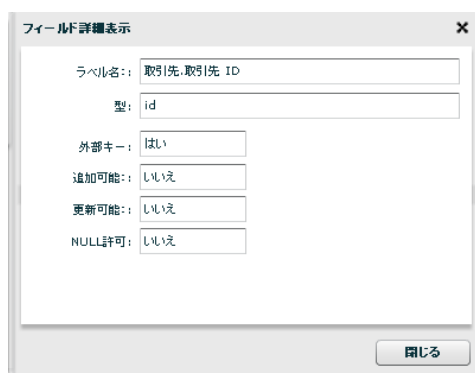 フィールド詳細表示
ラベル名: : 取引先.取引先 ID
型: id
外部キー: はい
追加可能: : いいえ
更新可能: : いいえ
NULL許可: いいえ
閉じる